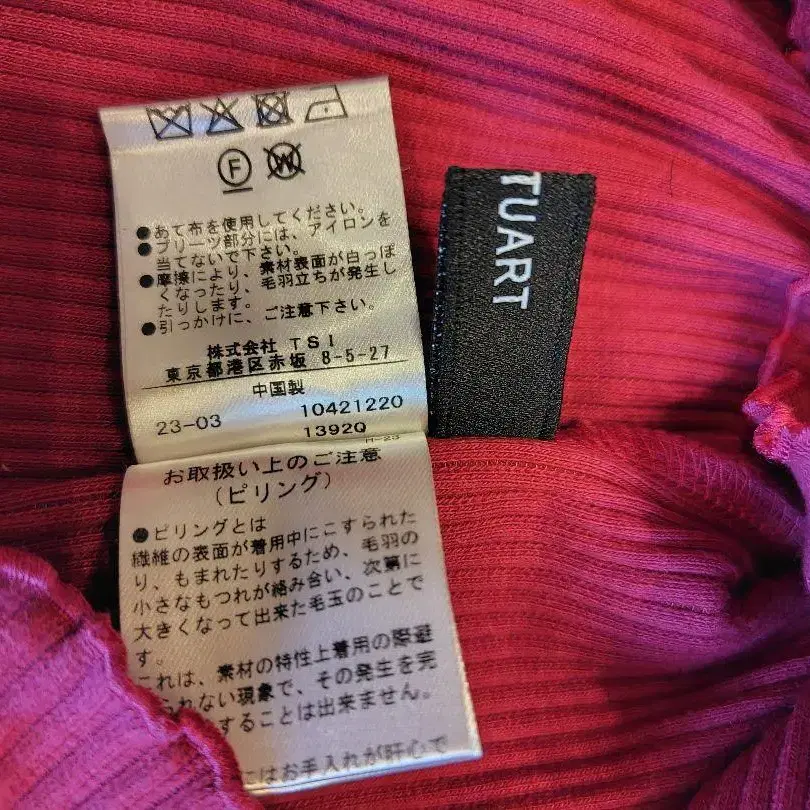 F
W
●あて布を使用してください。
●プリーツ部分には、アイロンを
当てないで下さい。
●摩擦により、素材表面が白っぽ
くなったり、毛羽立ちが発生し
たりします。
●引っかけに、ご注意下さい。
株式会社 TSI
東京都港区赤坂 8-5-27
中国製
23-03 10421220
1392Q
H-23
お取扱い上のご注意
(ピリング)
●ピリングとは
繊維の表面が着用中にこすられた
り、もまれたりするため、毛羽の
小さなもつれが絡み合い、次第に
大きくなって出来た毛玉のことで
す。
これは、素材の特性上着用の際避
られない現象で、その発生を完
することは出来ません。
にはお手入れが肝心で
TUART